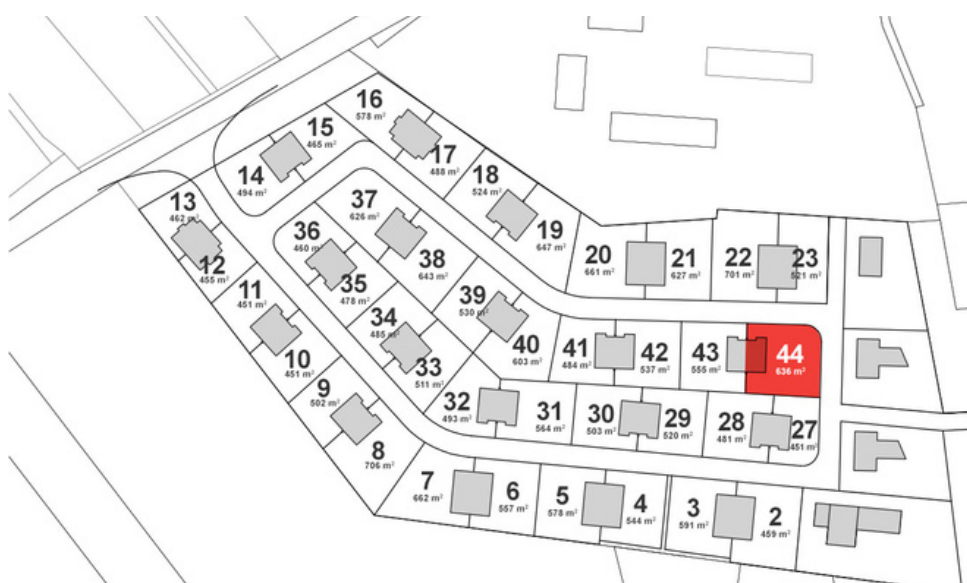 16
578 m²
15
465 m²
17
488 m²
14
494 m²
18
524 m²
37
626 m²
13
462 m²
36
460 m²
19
647 m²
38
643 m²
12
455 m²
20
661 m²
21
627 m²
22
701 m²
23
521 m²
35
478 m²
11
451 m²
39
530 m²
34
485 m²
10
451 m²
40
603 m²
41
484 m²
42
537 m²
43
555 m²
44
636 m²
33
511 m²
9
502 m²
32
493 m²
31
564 m²
30
503 m²
29
520 m²
28
481 m²
27
451 m²
8
706 m²
7
662 m²
6
557 m²
5
578 m²
4
544 m²
3
591 m²
2
459 m²